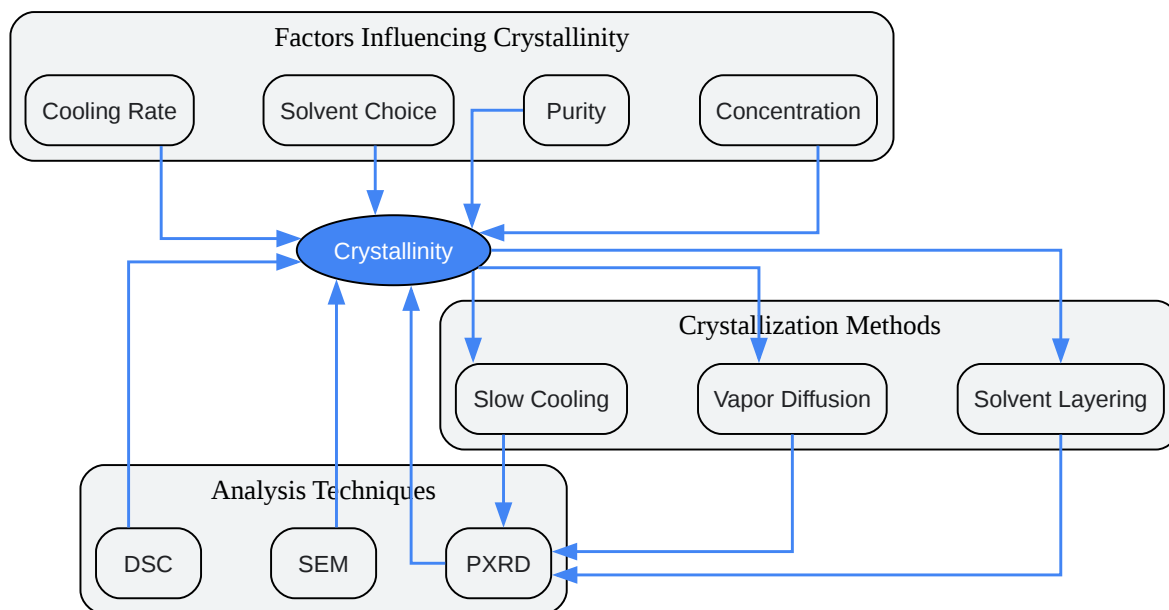 Factors Influencing Crystallinity
Cooling Rate
Solvent Choice
Purity
Concentration
Crystallinity
Crystallization Methods
Slow Cooling
Vapor Diffusion
Solvent Layering
Analysis Techniques
DSC
SEM
PXRD